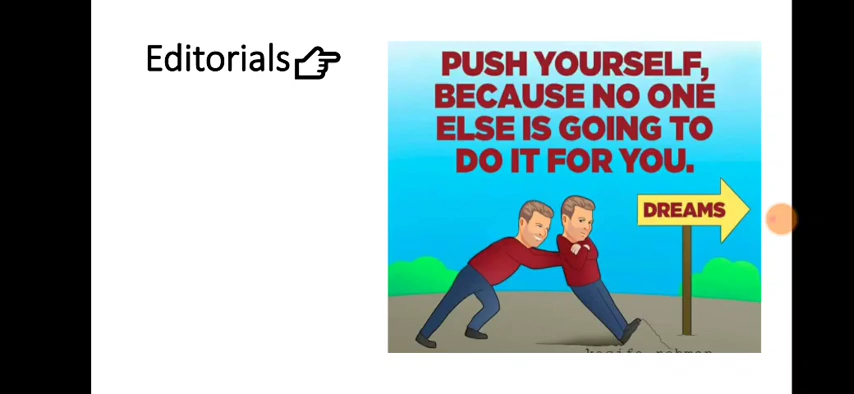 Editorials
PUSH YOURSELF,
BECAUSE NO ONE
ELSE IS GOING TO
DO IT FOR YOU.
DREAMS